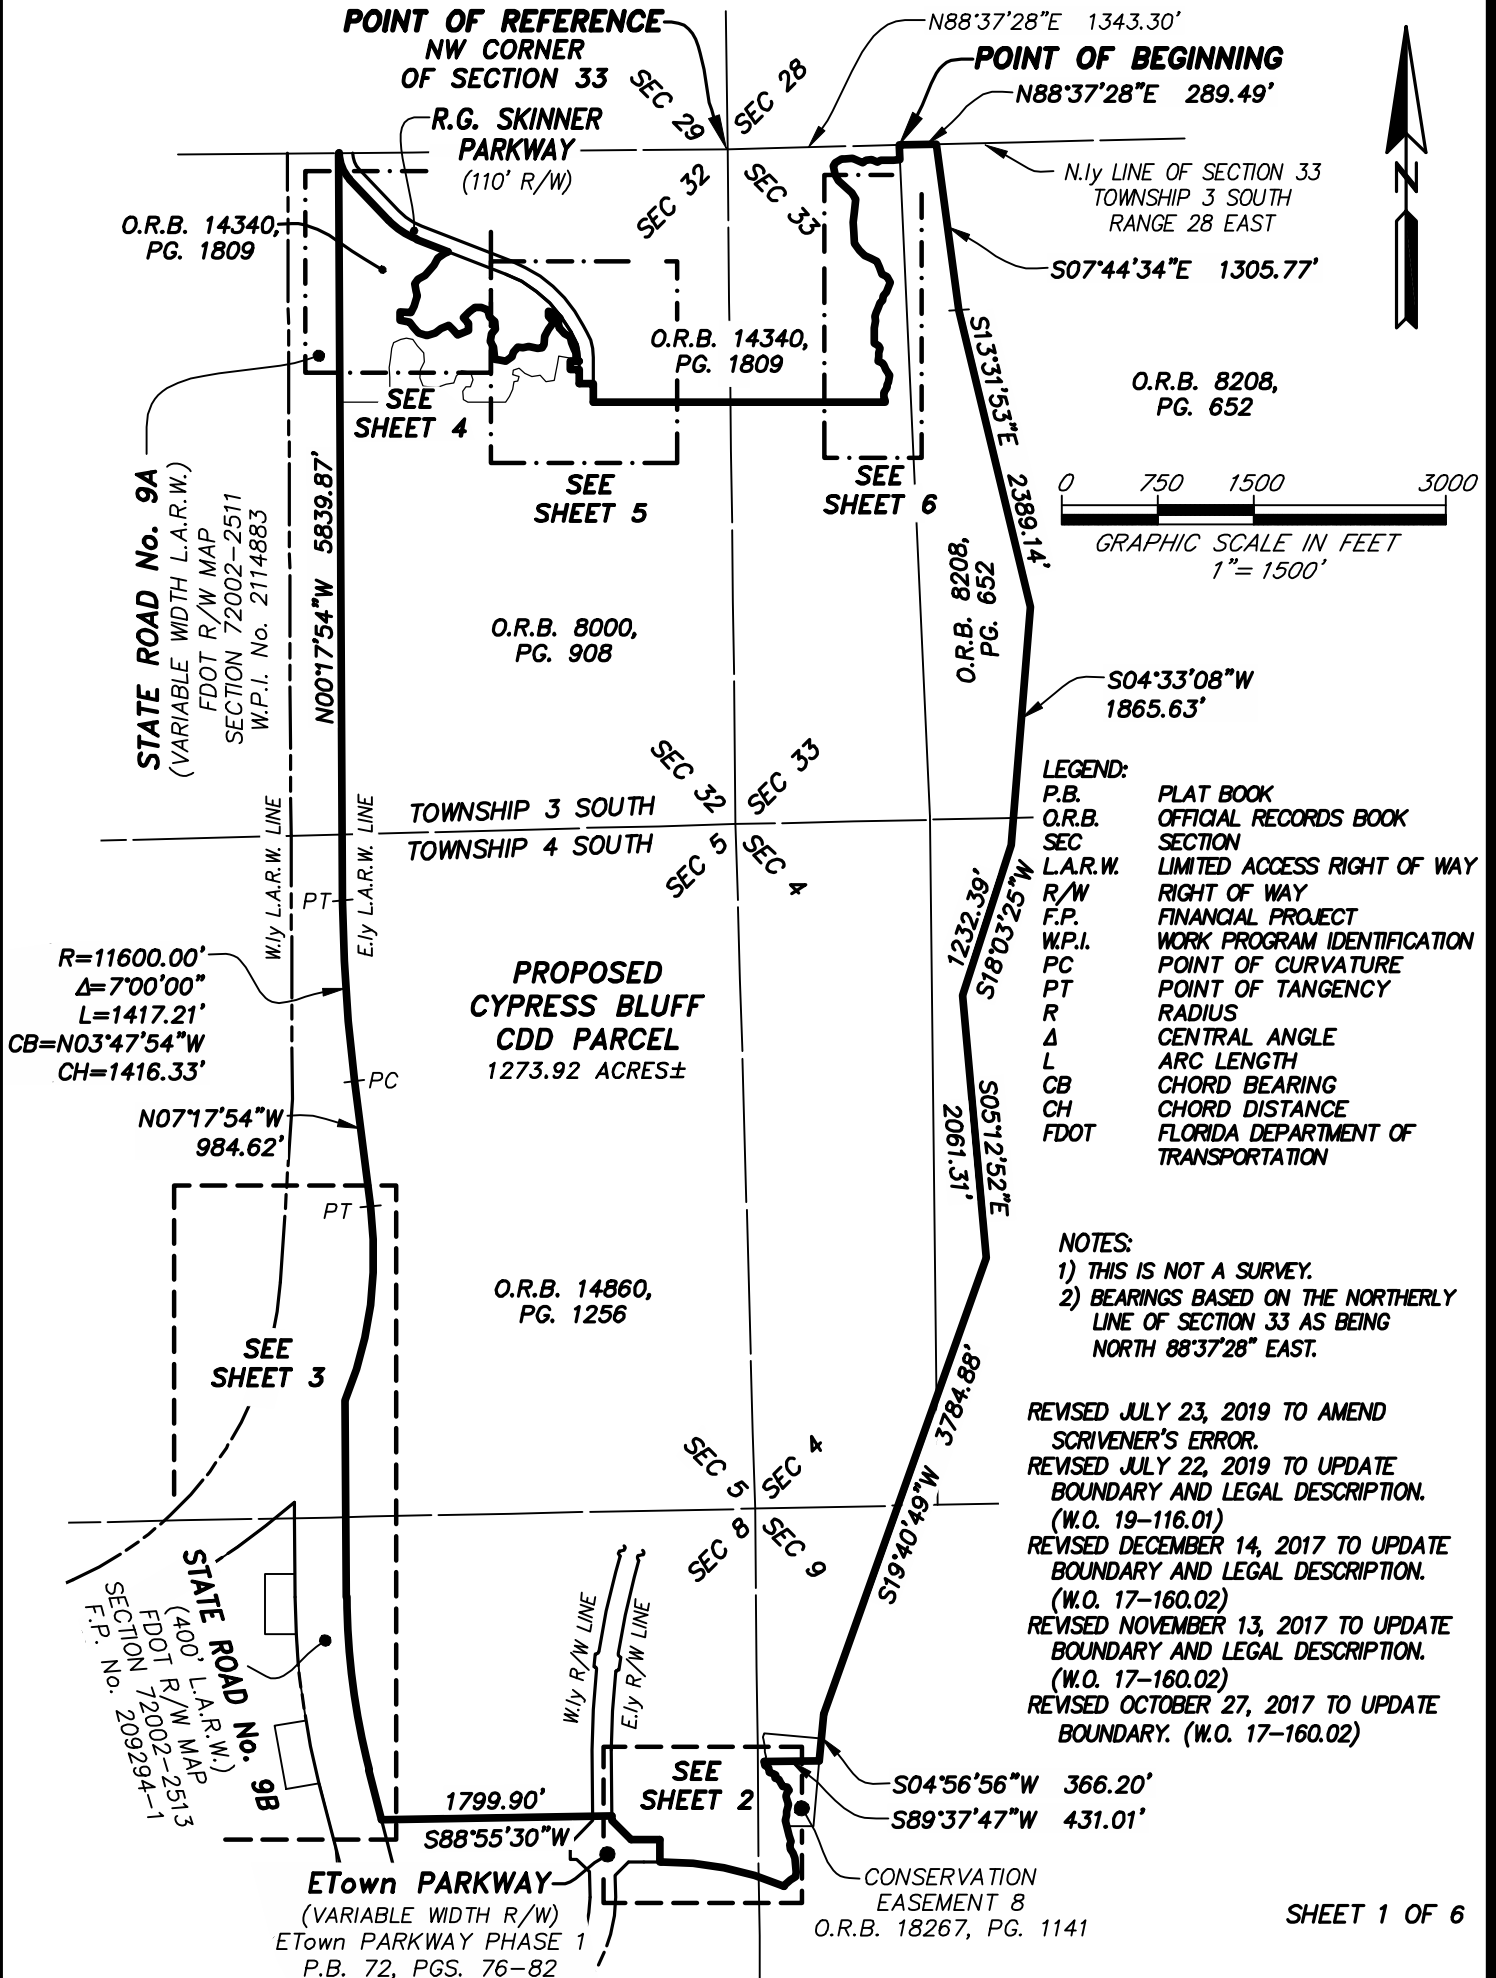 POINT OF REFERENCE
NW CORNER
OF SECTION 33
N88°37'28"E 1343.30'
POINT OF BEGINNING
N88°37'28"E 289.49'
SEC 29
SEC 28
SEC 32
SEC 33
R.G. SKINNER
PARKWAY
(110' R/W)
N
N.ly LINE OF SECTION 33
TOWNSHIP 3 SOUTH
RANGE 28 EAST
O.R.B. 14340,
PG. 1809
S07°44'34"E 1305.77'
O.R.B. 14340,
PG. 1809
S13°31'53"E 2389.14'
O.R.B. 8208,
PG. 652
SEE
SHEET 4
SEE
SHEET 5
SEE
SHEET 6
0 750 1500 3000
GRAPHIC SCALE IN FEET
1"= 1500'
STATE ROAD No. 9A
(VARIABLE WIDTH L.A.R.W.)
FDOT R/W MAP
SECTION 72002-2511
W.P.I. No. 2114883
N00°17'54"W 5839.87'
O.R.B. 8000,
PG. 908
O.R.B. 8208,
PG. 652
S04°33'08"W
1865.63'
SEC 32
SEC 33
TOWNSHIP 3 SOUTH
TOWNSHIP 4 SOUTH
SEC 5
SEC 4
W.ly L.A.R.W. LINE
E.ly L.A.R.W. LINE
PT
1232.39'
S18°03'25"W
LEGEND:
P.B. PLAT BOOK
O.R.B. OFFICIAL RECORDS BOOK
SEC SECTION
L.A.R.W. LIMITED ACCESS RIGHT OF WAY
R/W RIGHT OF WAY
F.P. FINANCIAL PROJECT
W.P.I. WORK PROGRAM IDENTIFICATION
PC POINT OF CURVATURE
PT POINT OF TANGENCY
R RADIUS
Δ CENTRAL ANGLE
L ARC LENGTH
CB CHORD BEARING
CH CHORD DISTANCE
FDOT FLORIDA DEPARTMENT OF
TRANSPORTATION
R=11600.00'
Δ=7°00'00"
L=1417.21'
CB=N03°47'54"W
CH=1416.33'
PROPOSED
CYPRESS BLUFF
CDD PARCEL
1273.92 ACRES±
PC
N07°17'54"W
984.62'
S05°12'52"E
2061.31'
PT
SEE
SHEET 3
O.R.B. 14860,
PG. 1256
NOTES:
1) THIS IS NOT A SURVEY.
2) BEARINGS BASED ON THE NORTHERLY
LINE OF SECTION 33 AS BEING
NORTH 88°37'28" EAST.
S19°40'49"W 3784.88'
REVISED JULY 23, 2019 TO AMEND
SCRIVENER'S ERROR.
REVISED JULY 22, 2019 TO UPDATE
BOUNDARY AND LEGAL DESCRIPTION.
(W.O. 19-116.01)
REVISED DECEMBER 14, 2017 TO UPDATE
BOUNDARY AND LEGAL DESCRIPTION.
(W.O. 17-160.02)
REVISED NOVEMBER 13, 2017 TO UPDATE
BOUNDARY AND LEGAL DESCRIPTION.
(W.O. 17-160.02)
REVISED OCTOBER 27, 2017 TO UPDATE
BOUNDARY. (W.O. 17-160.02)
SEC 5
SEC 4
SEC 8
SEC 9
STATE ROAD No. 9B
(400' L.A.R.W.)
FDOT R/W MAP
SECTION 72002-2513
F.P. No. 209294-1
W.ly R/W LINE
E.ly R/W LINE
SEE
SHEET 2
S04°56'56"W 366.20'
S89°37'47"W 431.01'
1799.90'
S88°55'30"W
ETown PARKWAY
(VARIABLE WIDTH R/W)
ETown PARKWAY PHASE 1
P.B. 72, PGS. 76-82
CONSERVATION
EASEMENT 8
O.R.B. 18267, PG. 1141
SHEET 1 OF 6